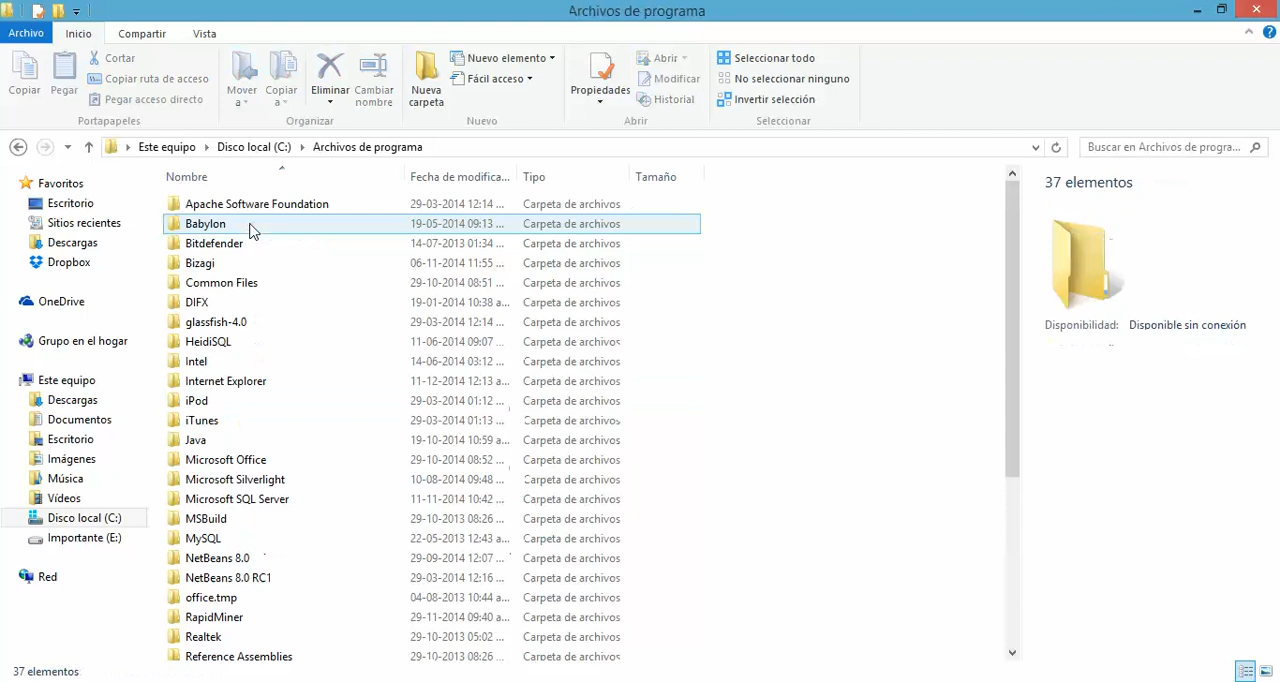 Archivos de programa
Archivo Inicio Compartir Vista
Copiar
Pegar
Cortar
Copiar ruta de acceso
Pegar acceso directo
Portapapeles
Mover a
Copiar a
Eliminar
Cambiar nombre
Organizar
Nueva carpeta
Nuevo elemento
Fácil acceso
Nuevo
Propiedades
Abrir
Modificar
Historial
Abrir
Seleccionar todo
No seleccionar ninguno
Invertir selección
Seleccionar
Este equipo Disco local (C:) Archivos de programa
Buscar en Archivos de progra...
Favoritos
Escritorio
Sitios recientes
Descargas
Dropbox
OneDrive
Grupo en el hogar
Este equipo
Descargas
Documentos
Escritorio
Imágenes
Música
Vídeos
Disco local (C:)
Importante (E:)
Red
Nombre Fecha de modifica... Tipo Tamaño
Apache Software Foundation 29-03-2014 12:14 ... Carpeta de archivos
Babylon 19-05-2014 09:13 ... Carpeta de archivos
Bitdefender 14-07-2013 01:34 ... Carpeta de archivos
Bizagi 06-11-2014 11:55 ... Carpeta de archivos
Common Files 29-10-2014 08:51 ... Carpeta de archivos
DIFX 19-01-2014 10:38 a... Carpeta de archivos
glassfish-4.0 29-03-2014 12:14 ... Carpeta de archivos
HeidiSQL 11-06-2014 09:07 ... Carpeta de archivos
Intel 14-06-2014 03:12 ... Carpeta de archivos
Internet Explorer 11-12-2014 12:13 a... Carpeta de archivos
iPod 29-03-2014 01:12 ... Carpeta de archivos
iTunes 29-03-2014 01:13 ... Carpeta de archivos
Java 19-10-2014 10:59 a... Carpeta de archivos
Microsoft Office 29-10-2014 08:52 ... Carpeta de archivos
Microsoft Silverlight 10-08-2014 09:48 ... Carpeta de archivos
Microsoft SQL Server 11-11-2014 10:42 ... Carpeta de archivos
MSBuild 29-10-2013 08:26 ... Carpeta de archivos
MySQL 22-05-2013 12:43 a... Carpeta de archivos
NetBeans 8.0 29-09-2014 12:07 ... Carpeta de archivos
NetBeans 8.0 RC1 29-03-2014 12:16 ... Carpeta de archivos
office.tmp 04-08-2013 10:44 a... Carpeta de archivos
RapidMiner 29-11-2014 09:40 a... Carpeta de archivos
Realtek 29-10-2013 05:02 ... Carpeta de archivos
Reference Assemblies 29-10-2013 08:26 ... Carpeta de archivos
37 elementos
Disponibilidad: Disponible sin conexión
37 elementos